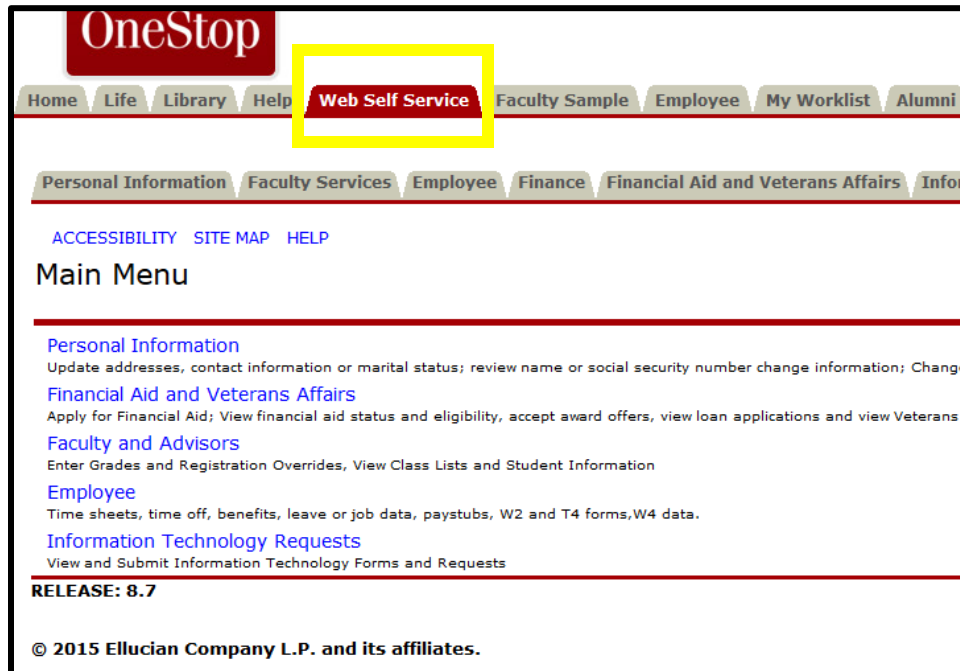 OneStop
Home Life Library Help Web Self Service Faculty Sample Employee My Worklist Alumni
Personal Information Faculty Services Employee Finance Financial Aid and Veterans Affairs
ACCESSIBILITY SITE MAP HELP
Main Menu
Personal Information
Update addresses, contact information or marital status; review name or social security number change information;
Financial Aid and Veterans Affairs
Apply for Financial Aid; View financial aid status and eligibility, accept award offers, view loan applications and view Veterans
Faculty and Advisors
Enter Grades and Registration Overrides, View Class Lists and Student Information
Employee
Time sheets, time off, benefits, leave or job data, paystubs, W2 and T4 forms,W4 data.
Information Technology Requests
View and Submit Information Technology Forms and Requests
RELEASE: 8.7
© 2015 Ellucian Company L.P. and its affiliates.